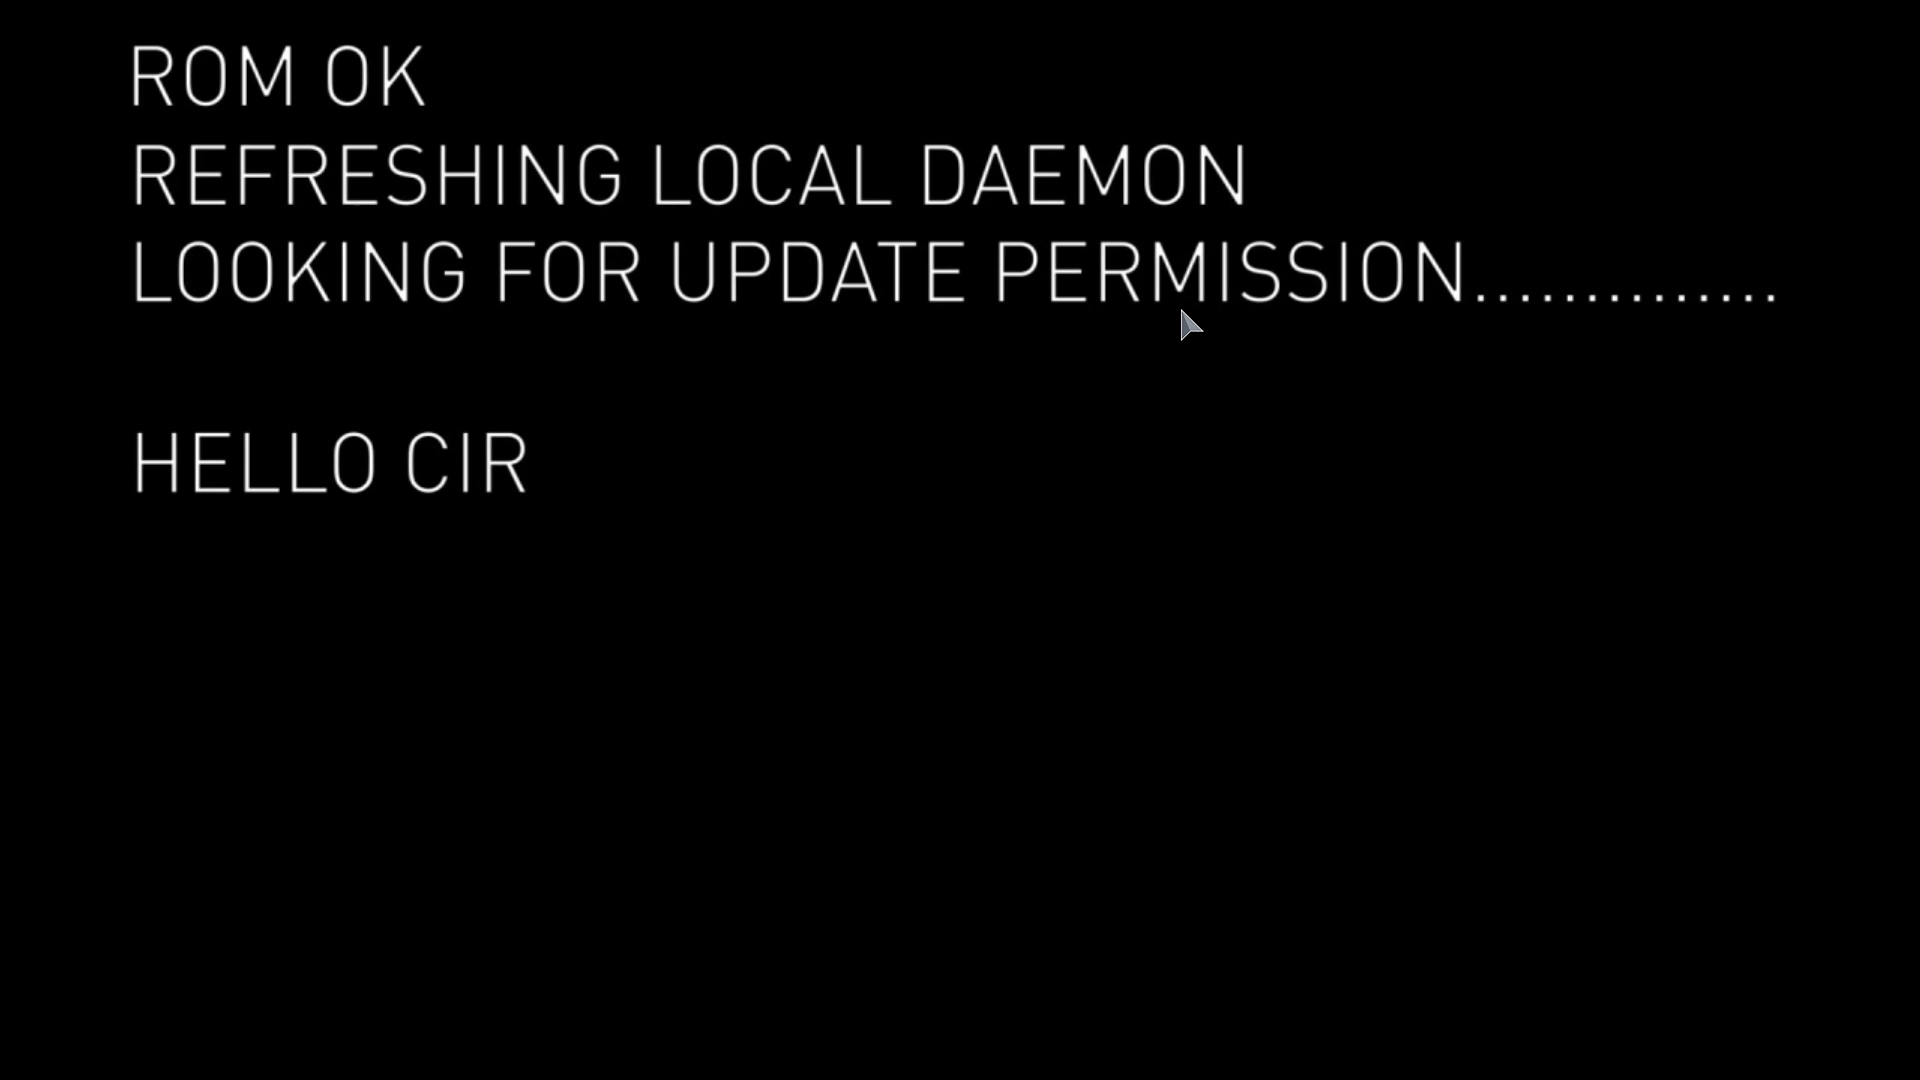 ROM OK
REFRESHING LOCAL DAEMON
LOOKING FOR UPDATE PERMISSION..............
HELLO CIR